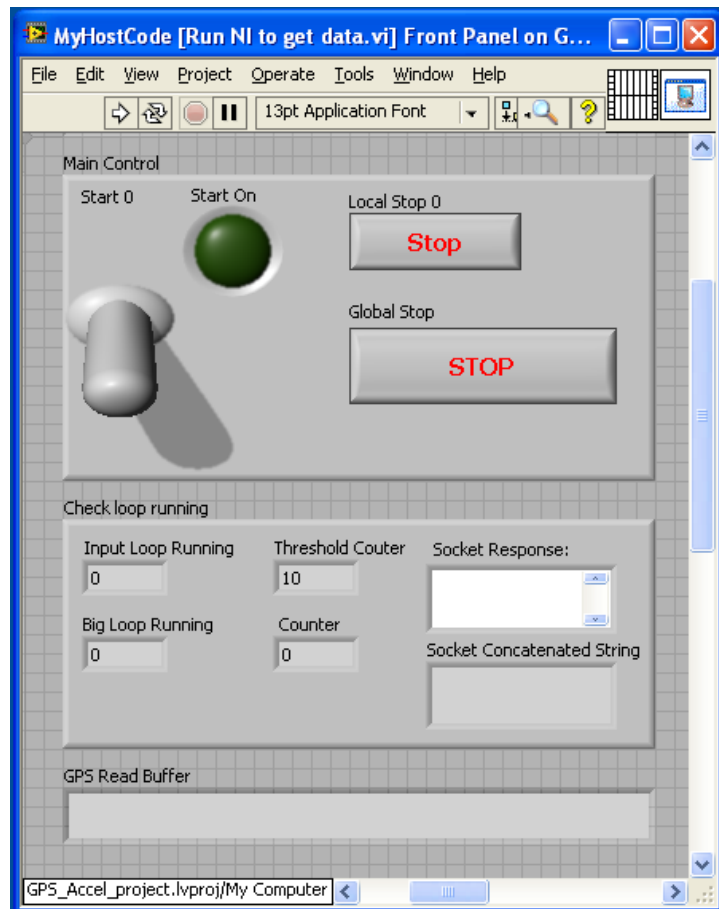 MyHostCode [Run NI to get data.vi] Front Panel on G...
File Edit View Project Operate Tools Window Help
13pt Application Font
Main Control
Start 0 Start On Local Stop 0
Stop
Global Stop
STOP
Check loop running
Input Loop Running Threshold Couter Socket Response:
0 10
Big Loop Running Counter Socket Concatenated String
0 0
GPS Read Buffer
GPS_Accel_project.lvproj/My Computer